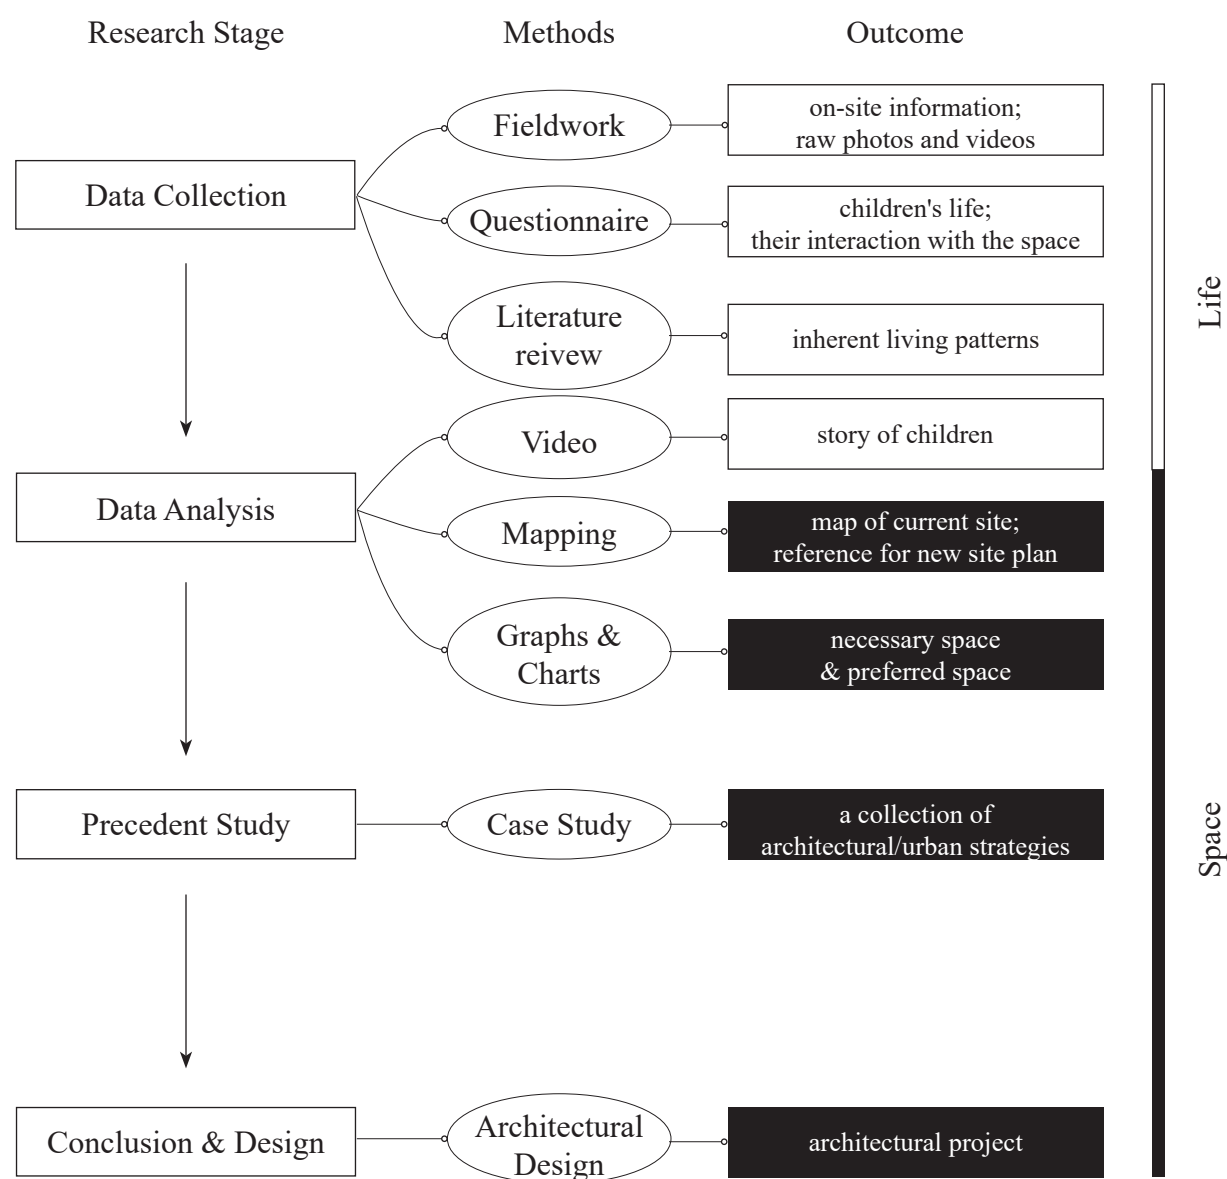 Research Stage
Methods
Outcome
Data Collection
Fieldwork
on-site information;
raw photos and videos
Questionnaire
children's life;
their interaction with the space
Literature
reivew
inherent living patterns
Data Analysis
Video
story of children
Mapping
map of current site;
reference for new site plan
Graphs &
Charts
necessary space
& preferred space
Precedent Study
Case Study
a collection of
architectural/urban strategies
Conclusion & Design
Architectural
Design
architectural project
Life
Space